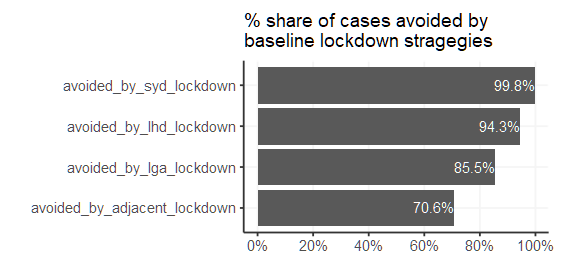 % share of cases avoided by
baseline lockdown stragegies
avoided_by_syd_lockdown
99.8%
avoided_by_lhd_lockdown
94.3%
avoided_by_lga_lockdown
85.5%
avoided_by_adjacent_lockdown
70.6%
0% 20% 40% 60% 80% 100%